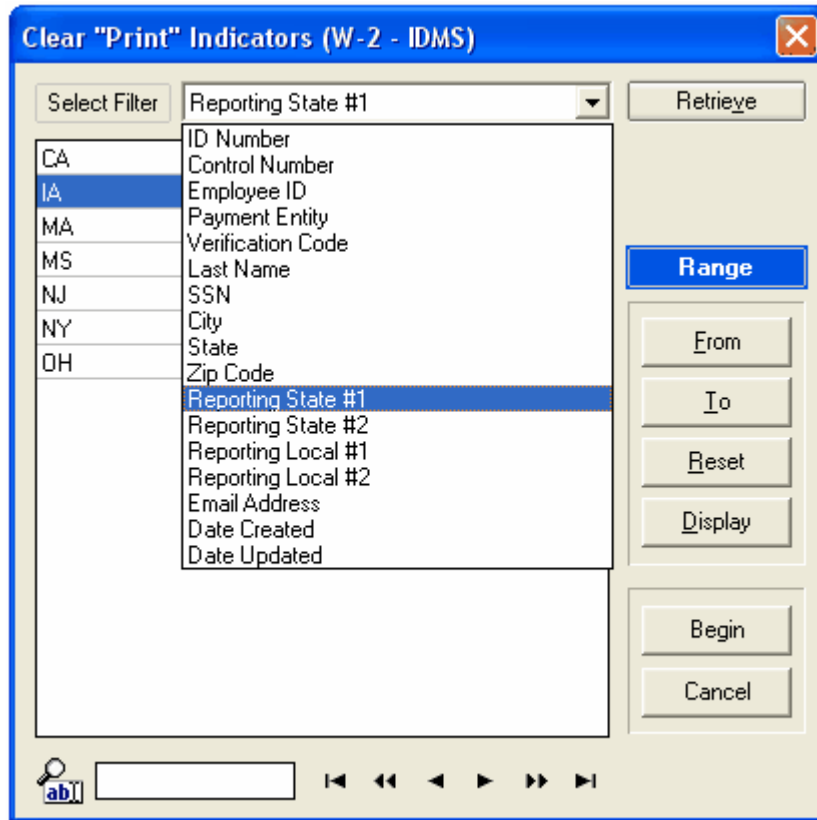 Clear "Print" Indicators (W-2 - IDMS)
Select Filter
Reporting State #1
Retrieve
CA
IA
MA
MS
NJ
NY
OH
ID Number
Control Number
Employee ID
Payment Entity
Verification Code
Last Name
SSN
City
State
Zip Code
Reporting State #1
Reporting State #2
Reporting Local #1
Reporting Local #2
Email Address
Date Created
Date Updated
Range
From
To
Reset
Display
Begin
Cancel
ab